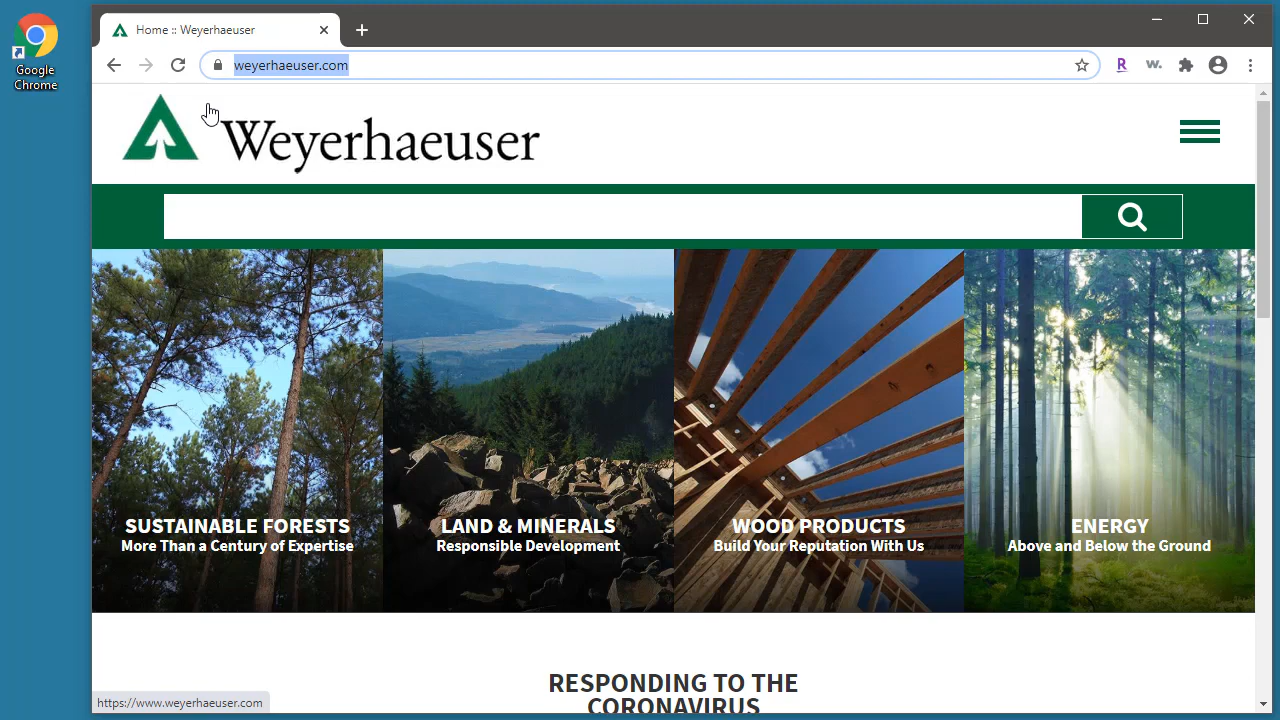 Google
Chrome
Home :: Weyerhaeuser
weyerhaeuser.com
R
w.
Weyerhaeuser
SUSTAINABLE FORESTS
More Than a Century of Expertise
LAND & MINERALS
Responsible Development
WOOD PRODUCTS
Build Your Reputation With Us
ENERGY
Above and Below the Ground
RESPONDING TO THE
CORONAVIRUS
https://www.weyerhaeuser.com